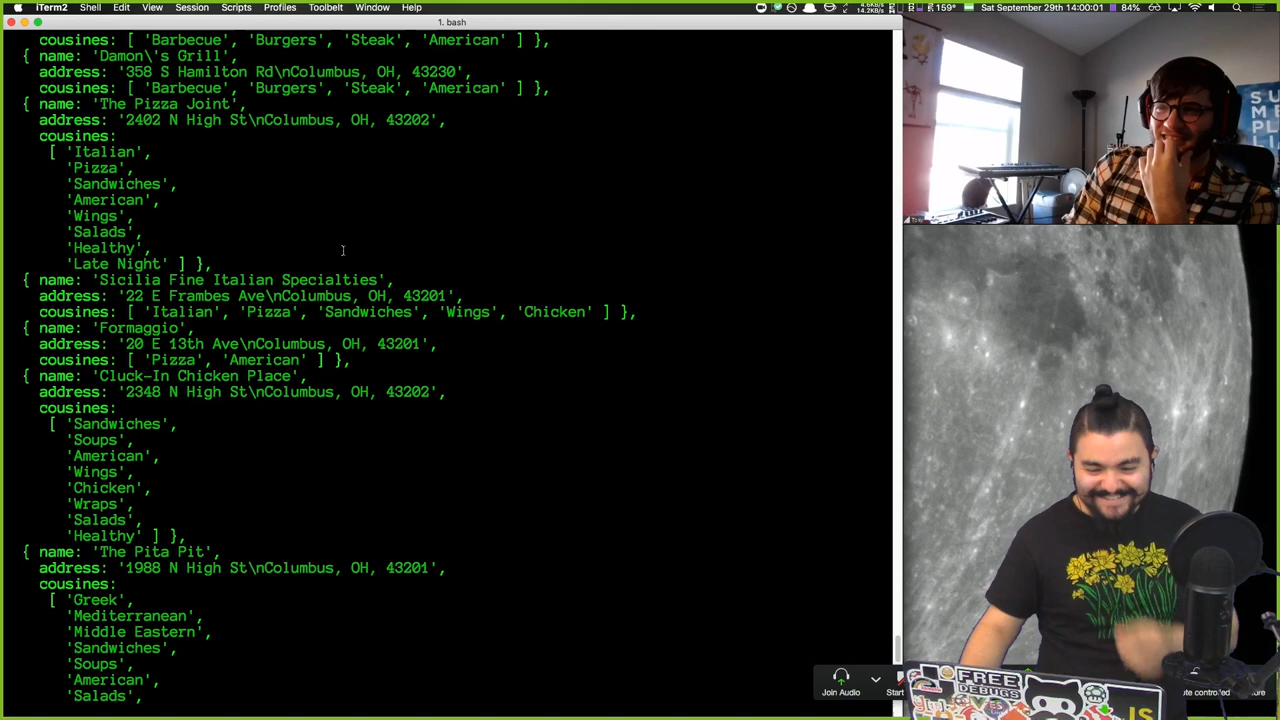 iTerm2 Shell Edit View Session Scripts Profiles Toolbelt Window Help
159° Sat September 29th 14:00:01 84%
1. bash
cousines: [ 'Barbecue', 'Burgers', 'Steak', 'American' ] },
{ name: 'Damon\'s Grill',
address: '358 S Hamilton Rd\nColumbus, OH, 43230',
cousines: [ 'Barbecue', 'Burgers', 'Steak', 'American' ] },
{ name: 'The Pizza Joint',
address: '2402 N High St\nColumbus, OH, 43202',
cousines:
[ 'Italian',
'Pizza',
'Sandwiches',
'American',
'Wings',
'Salads',
'Healthy',
'Late Night' ] },
{ name: 'Sicilia Fine Italian Specialties',
address: '22 E Frambes Ave\nColumbus, OH, 43201',
cousines: [ 'Italian', 'Pizza', 'Sandwiches', 'Wings', 'Chicken' ] },
{ name: 'Formaggio',
address: '20 E 13th Ave\nColumbus, OH, 43201',
cousines: [ 'Pizza', 'American' ] },
{ name: 'Cluck-In Chicken Place',
address: '2348 N High St\nColumbus, OH, 43202',
cousines:
[ 'Sandwiches',
'Soups',
'American',
'Wings',
'Chicken',
'Wraps',
'Salads',
'Healthy' ] },
{ name: 'The Pita Pit',
address: '1988 N High St\nColumbus, OH, 43201',
cousines:
[ 'Greek',
'Mediterranean',
'Middle Eastern',
'Sandwiches',
'Soups',
'American',
'Salads',
Join Audio
Start
FREE
DEBUGS
JS